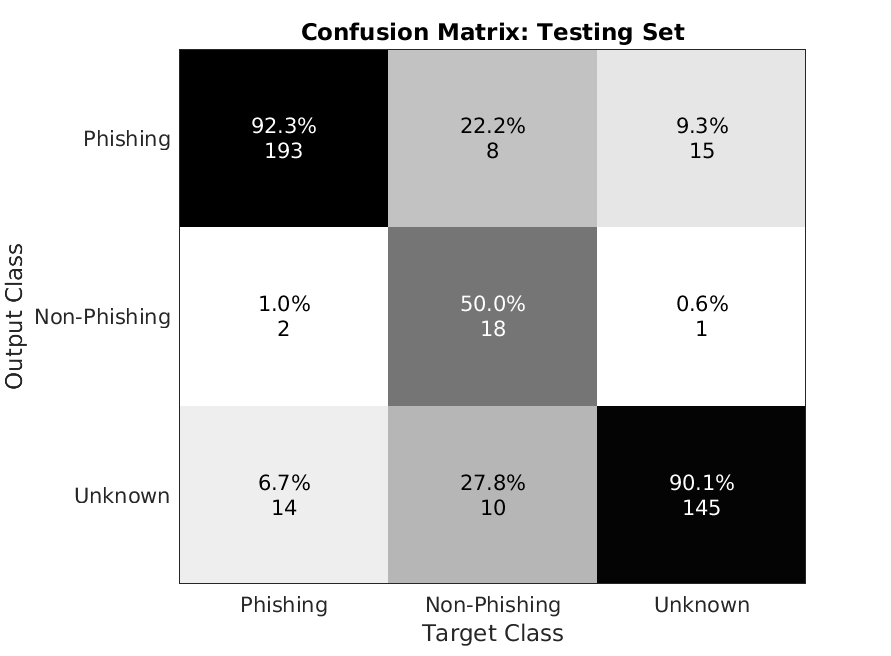 Confusion Matrix: Testing Set
Output Class
Phishing
92.3%
193
22.2%
8
9.3%
15
Non-Phishing
1.0%
2
50.0%
18
0.6%
1
Unknown
6.7%
14
27.8%
10
90.1%
145
Phishing
Non-Phishing
Unknown
Target Class